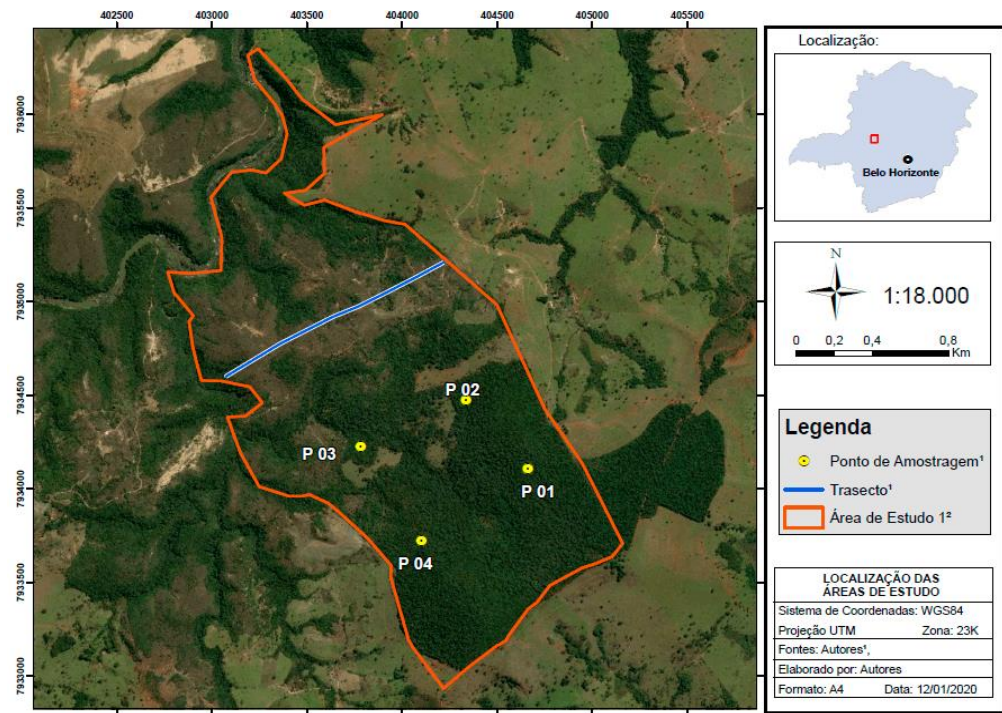 402500 403000 403500 404000 404500 405000 405500
7936000
7935500
7935000
7934500
7934000
7933500
7933000
P 02
P 03
P 01
P 04
Localização:
Belo Horizonte
N
1:18.000
0 0,2 0,4 0,8
Km
Legenda
Ponto de Amostragem¹
Trasecto¹
Área de Estudo 1²
LOCALIZAÇÃO DAS
ÁREAS DE ESTUDO
Sistema de Coordenadas: WGS84
Projeção UTM Zona: 23K
Fontes: Autores¹,
Elaborado por: Autores
Formato: A4 Data: 12/01/2020